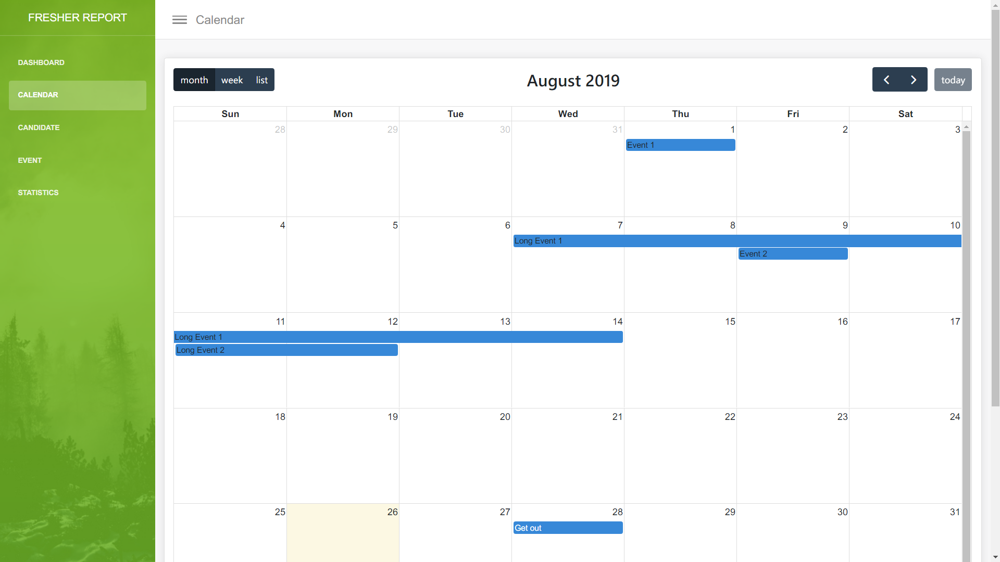 FRESHER REPORT
DASHBOARD
CALENDAR
CANDIDATE
EVENT
STATISTICS
Calendar
month week list
August 2019
today
Sun Mon Tue Wed Thu Fri Sat
28 29 30 31 1 2 3
Event 1
4 5 6 7 8 9 10
Long Event 1
Event 2
11 12 13 14 15 16 17
Long Event 1
Long Event 2
18 19 20 21 22 23 24
25 26 27 28 29 30 31
Get out